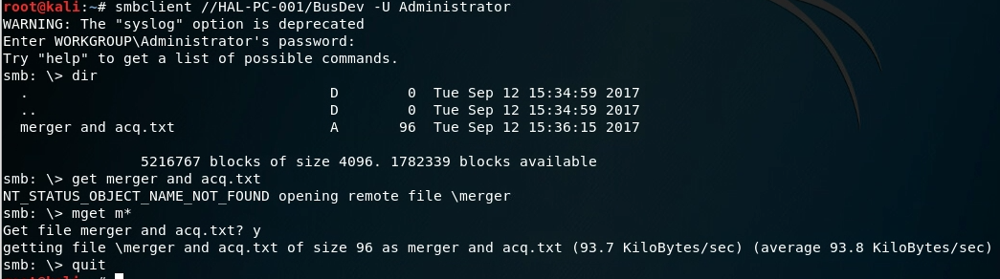 root@kali:~# smbclient //HAL-PC-001/BusDev -U Administrator
WARNING: The "syslog" option is deprecated
Enter WORKGROUP\Administrator's password:
Try "help" to get a list of possible commands.
smb: \> dir
  .                                   D        0  Tue Sep 12 15:34:59 2017
  ..                                  D        0  Tue Sep 12 15:34:59 2017
  merger and acq.txt                  A       96  Tue Sep 12 15:36:15 2017
                5216767 blocks of size 4096. 1782339 blocks available
smb: \> get merger and acq.txt
NT_STATUS_OBJECT_NAME_NOT_FOUND opening remote file \merger
smb: \> mget m*
Get file merger and acq.txt? y
getting file \merger and acq.txt of size 96 as merger and acq.txt (93.7 KiloBytes/sec) (average 93.8 KiloBytes/sec)
smb: \> quit
root@kali:~#